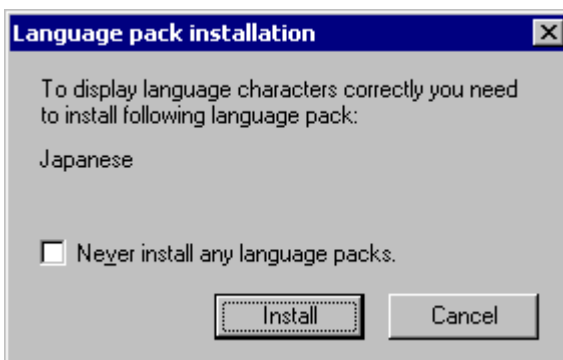 Language pack installation
To display language characters correctly you need
to install following language pack:
Japanese
Never install any language packs.
Install Cancel